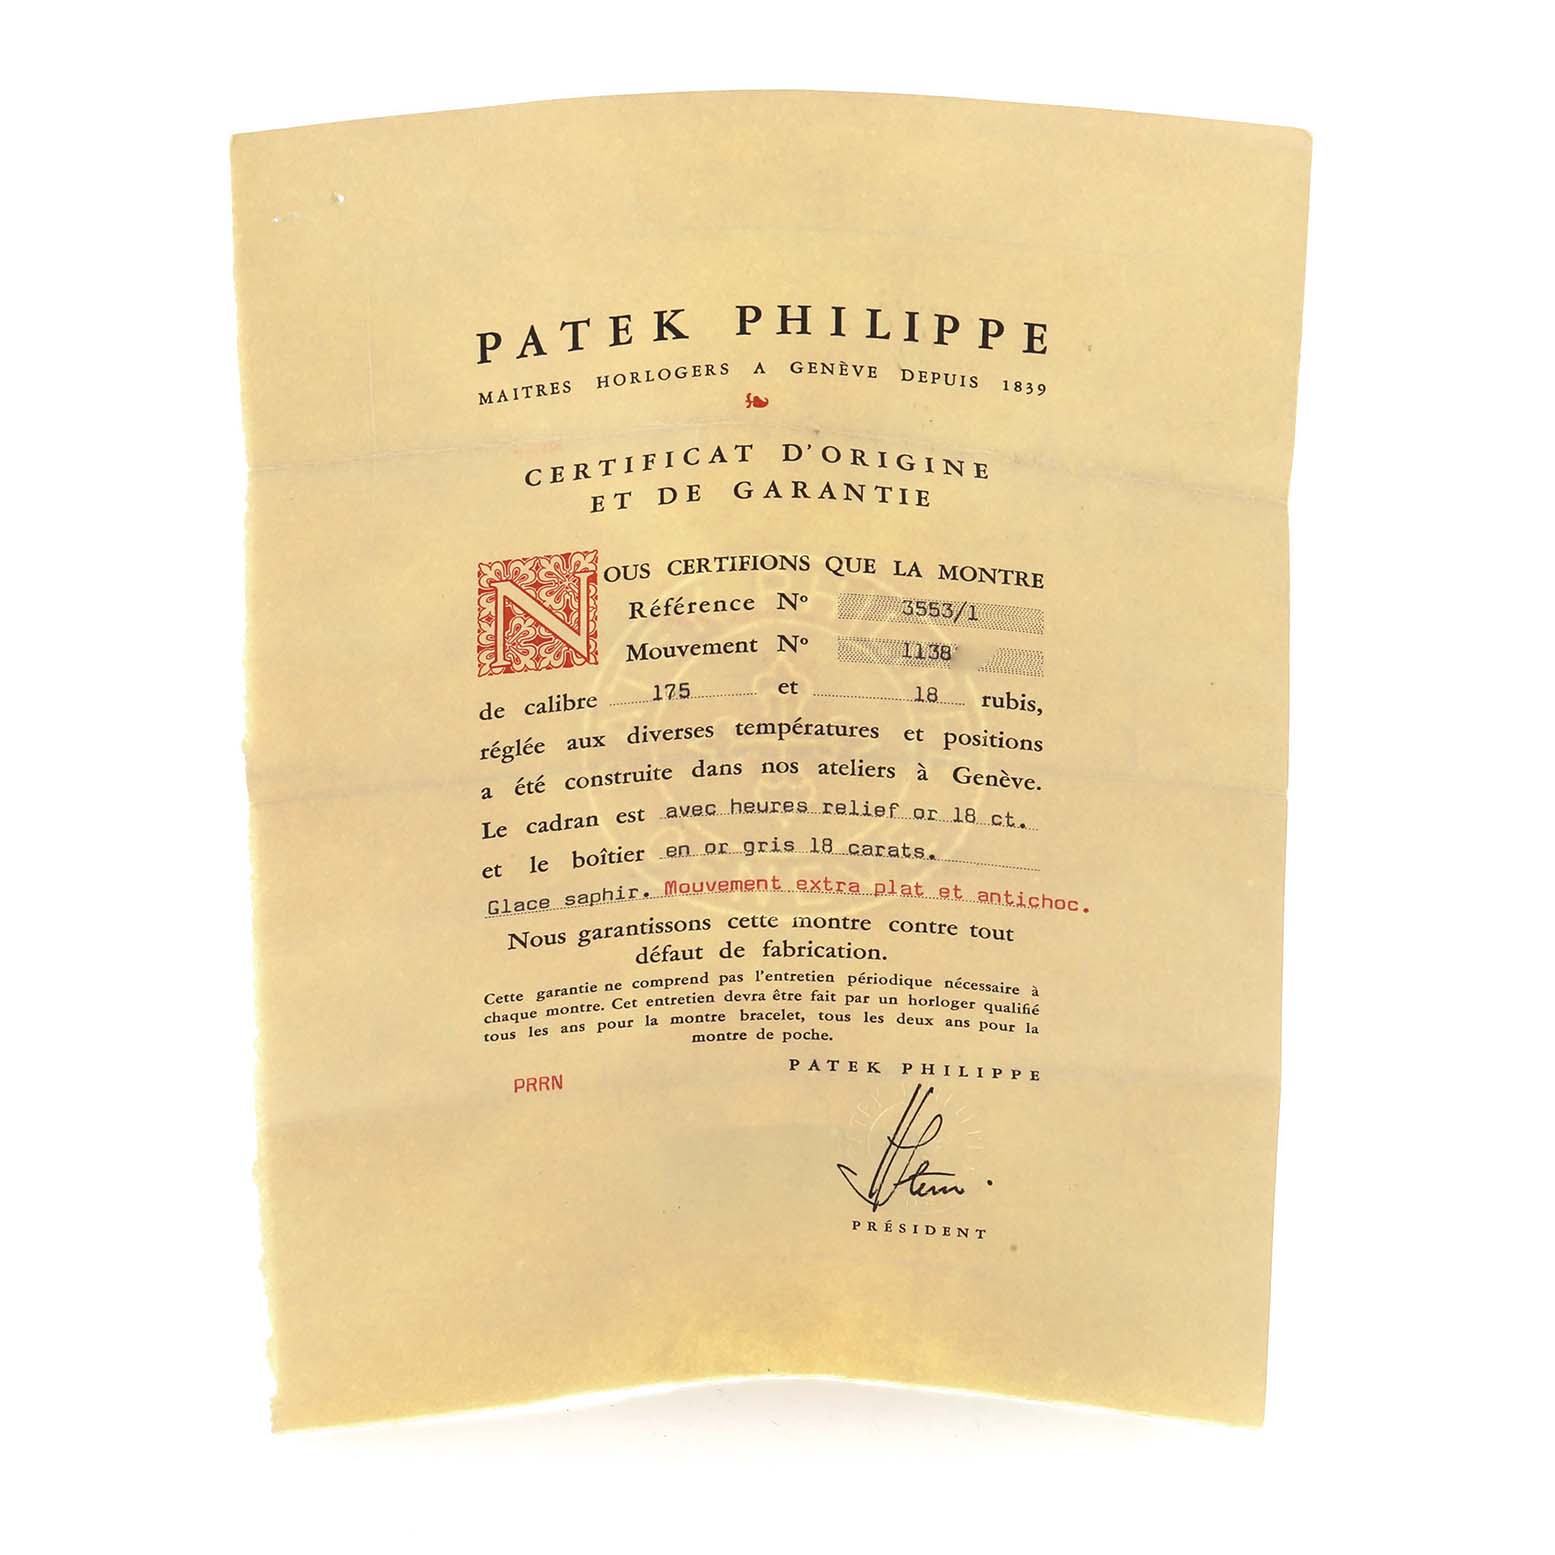 PATEK PHILIPPE
MAITRES HORLOGERS A GENÈVE DEPUIS 1839
CERTIFICAT D'ORIGINE
ET DE GARANTIE
NOUS CERTIFIONS QUE LA MONTRE
Référence Nº 3553/1
Mouvement Nº 1138
de calibre 175 et 18 rubis,
réglée aux diverses températures et positions
a été construite dans nos ateliers à Genève.
Le cadran est avec heures relief or 18 ct.
et le boîtier en or gris 18 carats.
Glace saphir. Mouvement extra plat et antichoc.
Nous garantissons cette montre contre tout
défaut de fabrication.
Cette garantie ne comprend pas l'entretien périodique nécessaire à
chaque montre. Cet entretien devra être fait par un horloger qualifié
tous les ans pour la montre bracelet, tous les deux ans pour la
montre de poche.
PATEK PHILIPPE
PRRN
Stern
PRÉSIDENT